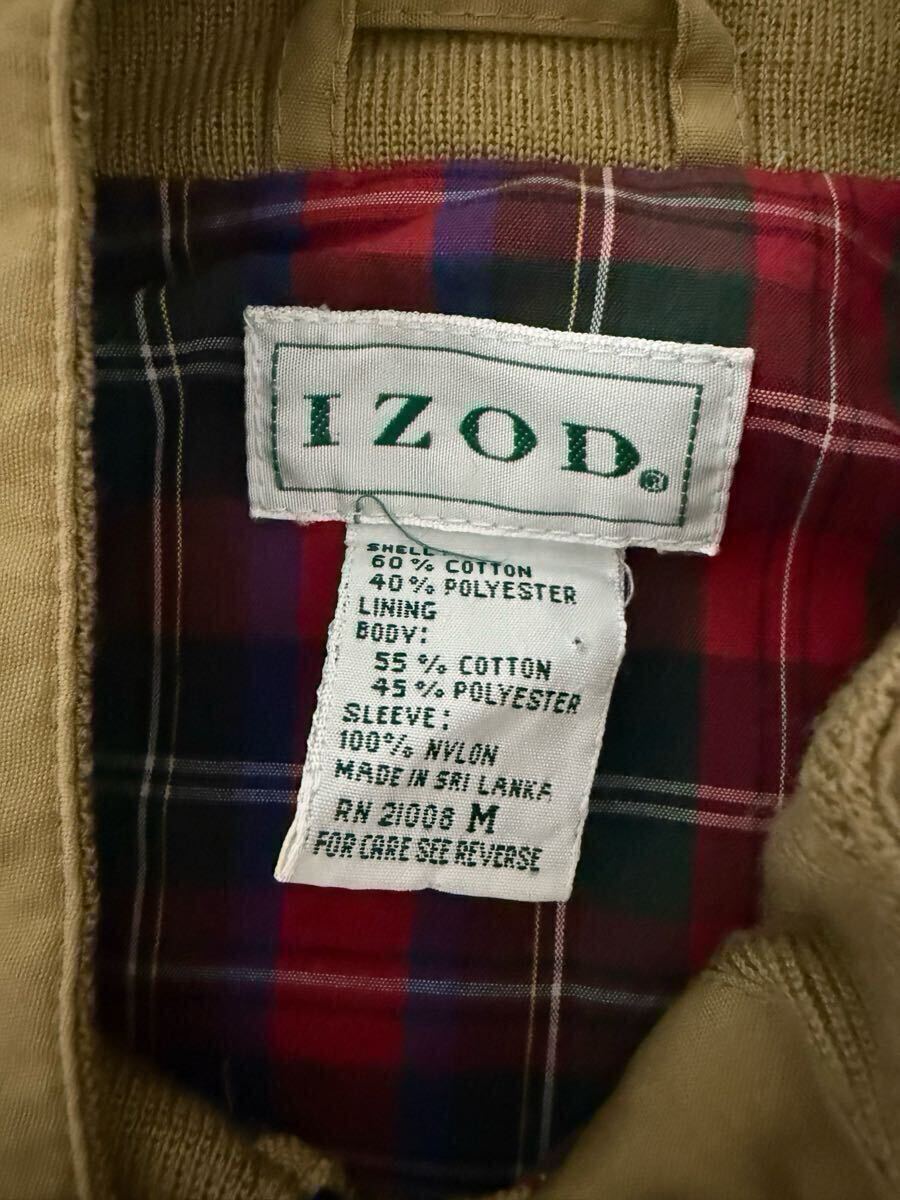 IZOD®
SHELL
60% COTTON
40% POLYESTER
LINING
BODY:
55% COTTON
45% POLYESTER
SLEEVE:
100% NYLON
MADE IN SRI LANKA
RN 21008 M
FOR CARE SEE REVERSE